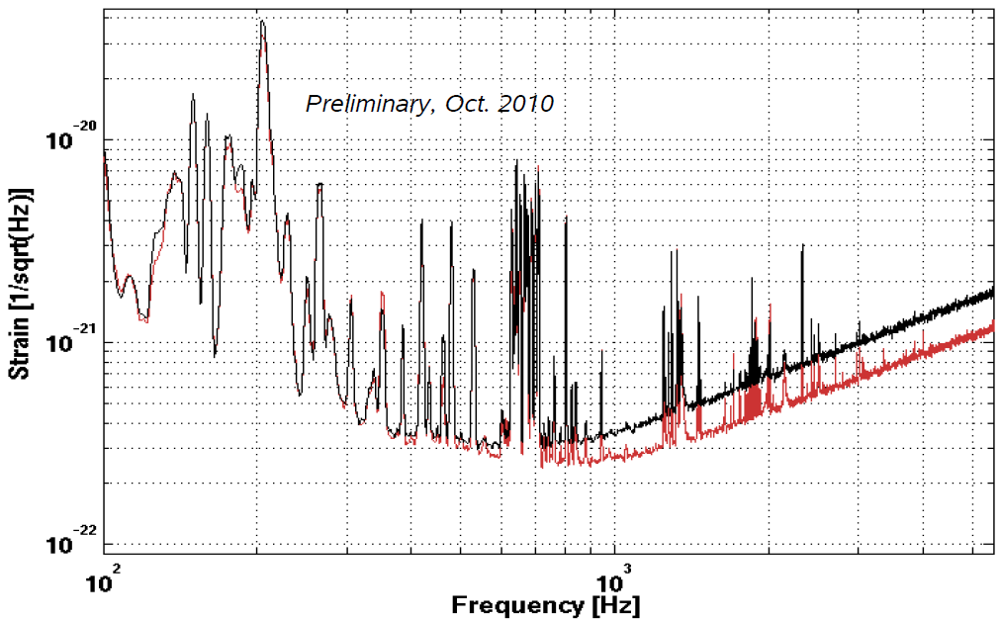 Preliminary, Oct. 2010
10^-20
10^-21
10^-22
Strain [1/sqrt(Hz)]
10^2
10^3
Frequency [Hz]